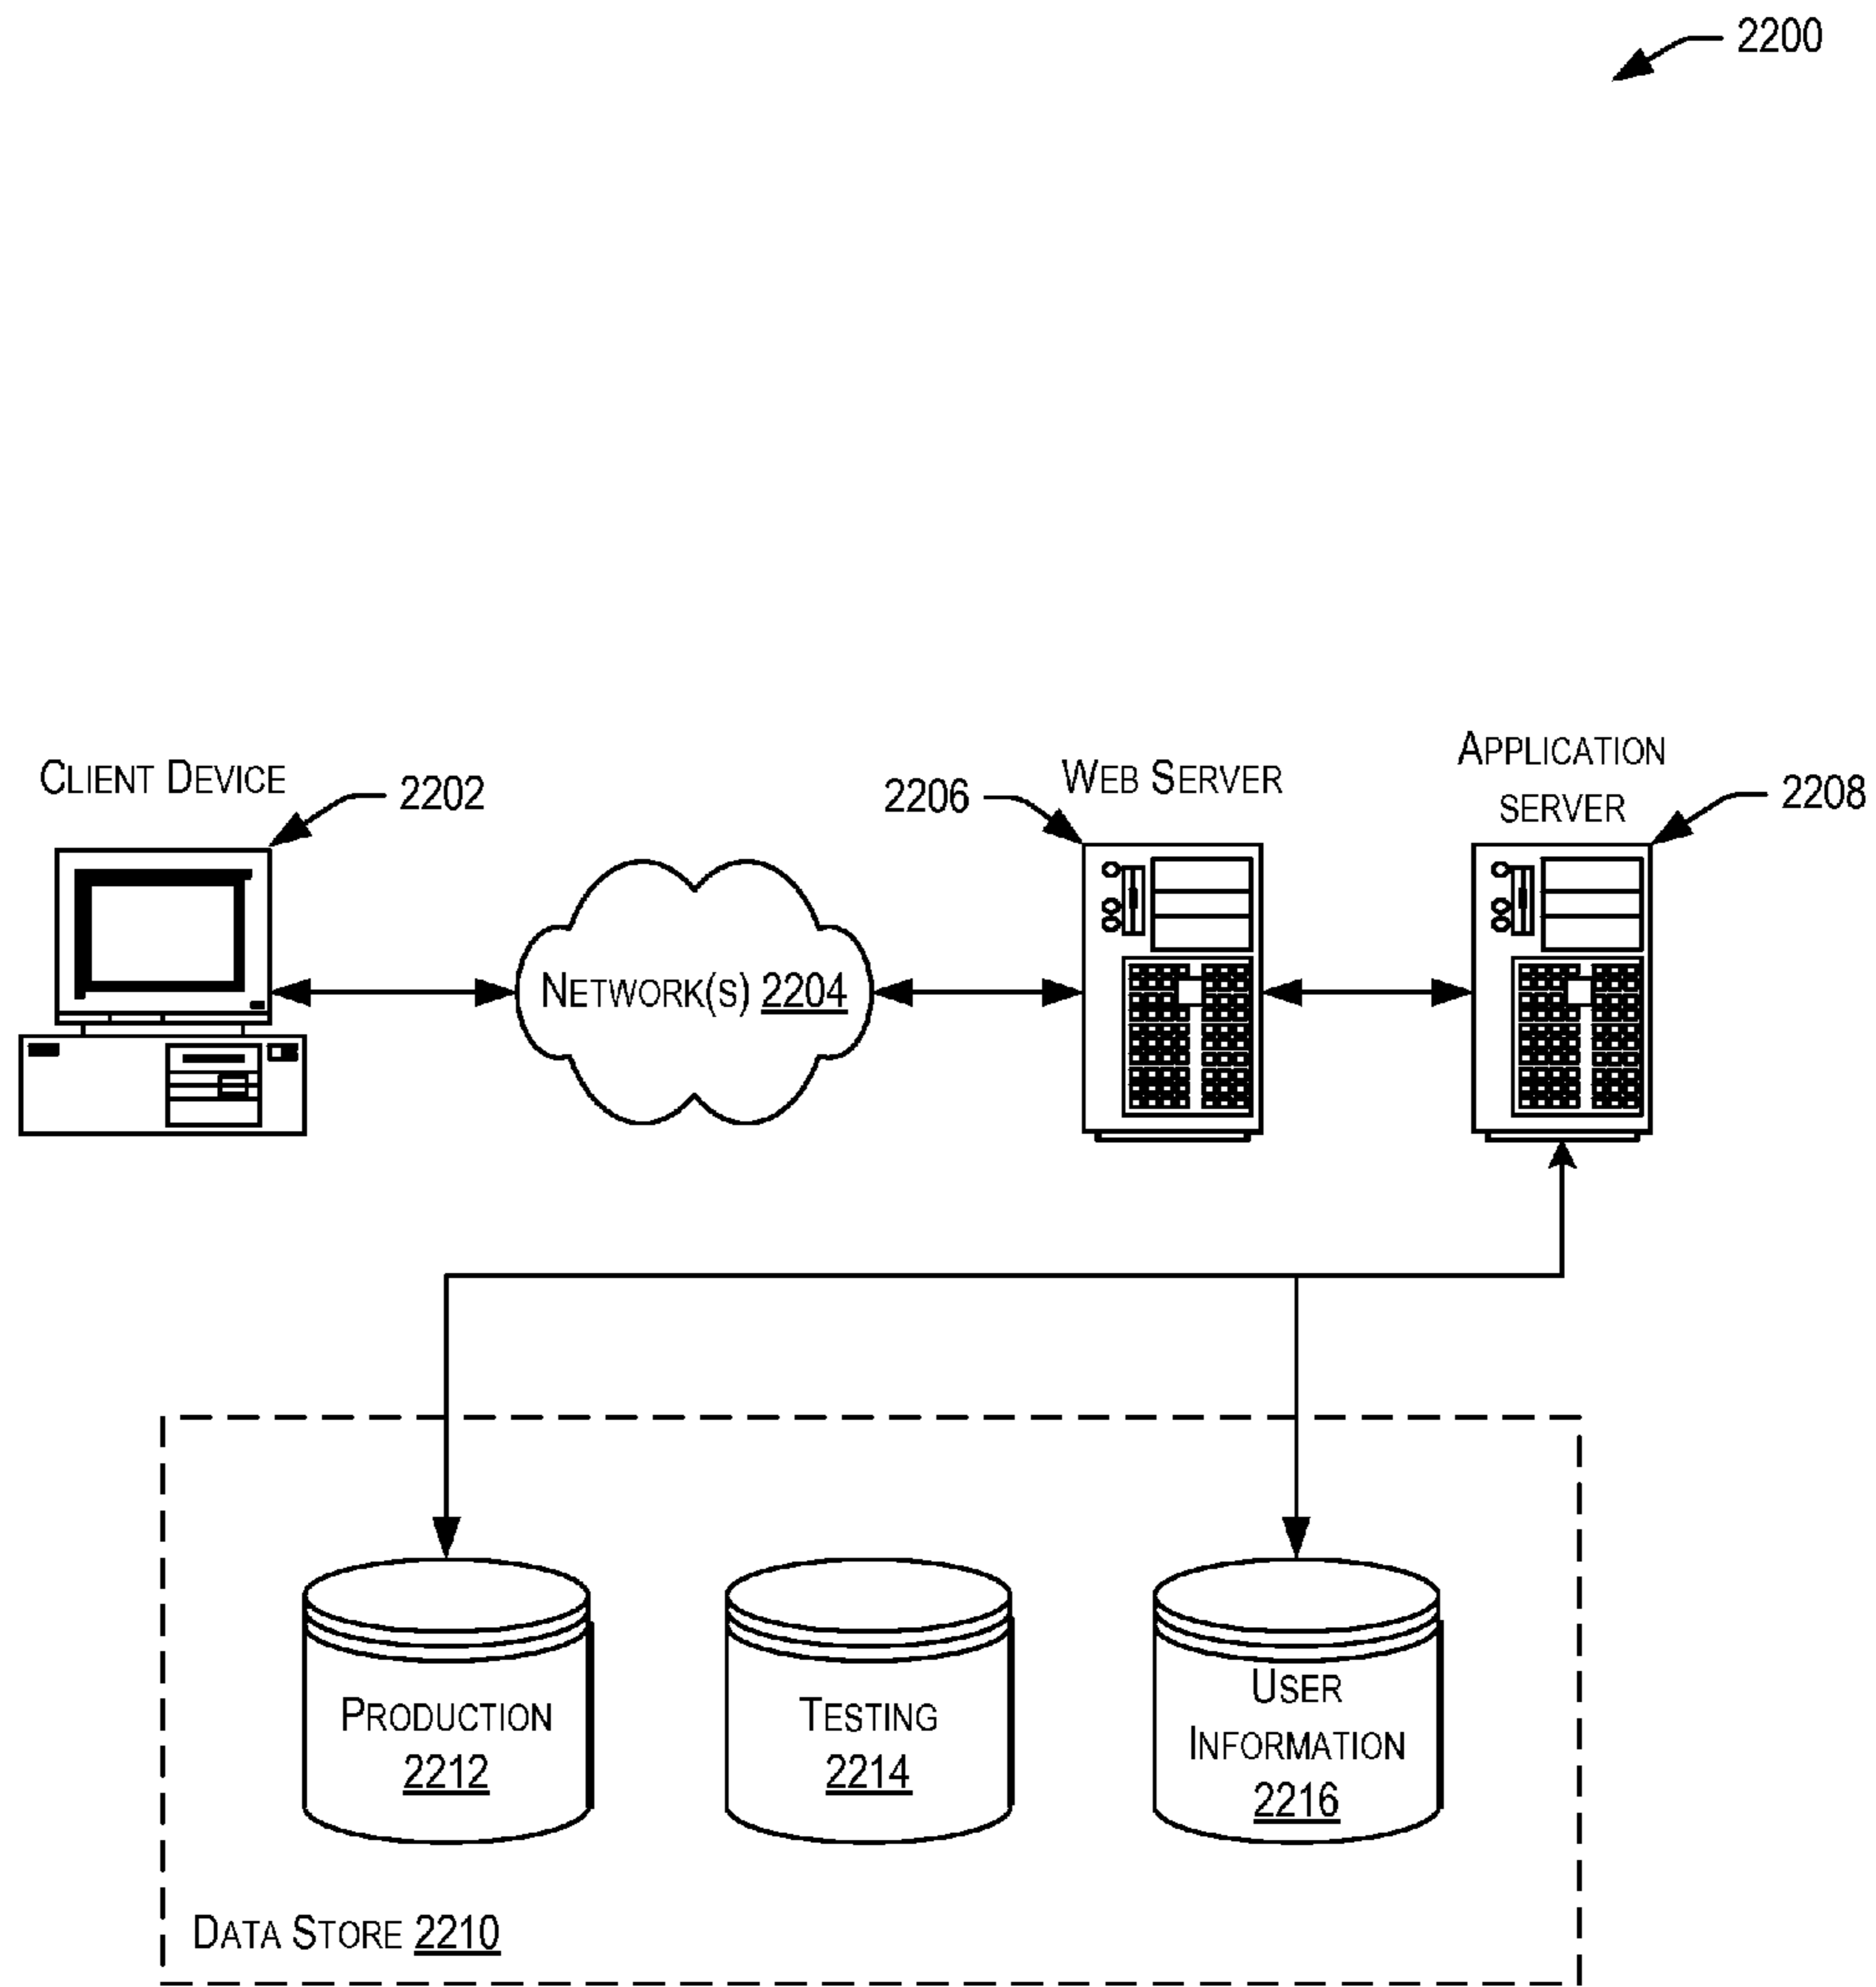 2200
CLIENT DEVICE
2202
2206
WEB SERVER
APPLICATION
SERVER
2208
NETWORK(S) 2204
PRODUCTION
2212
TESTING
2214
USER
INFORMATION
2216
DATA STORE 2210